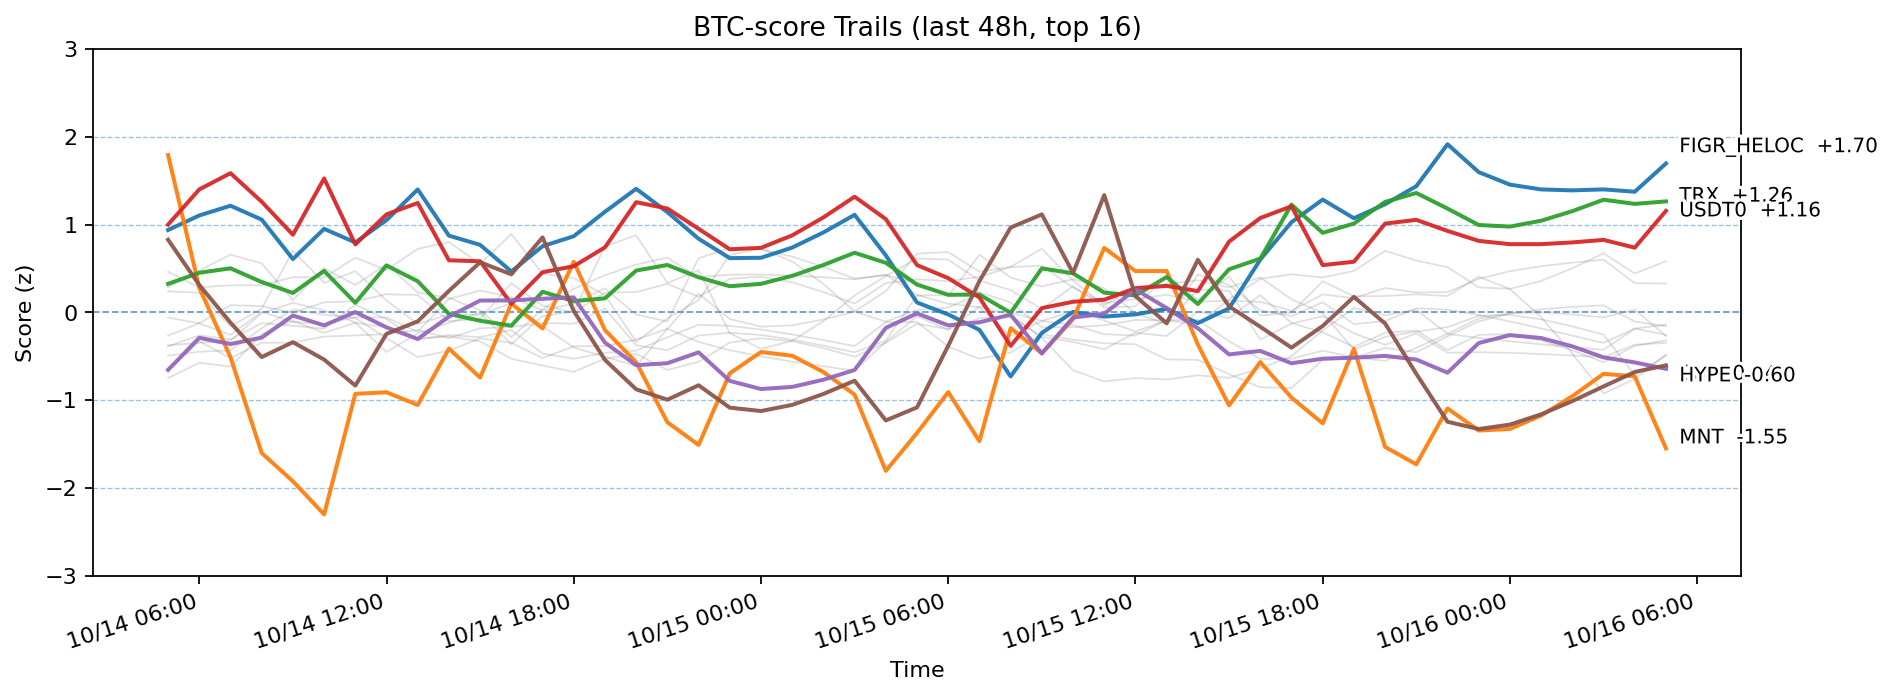 BTC-score Trails (last 48h, top 16)
Score (z)
3
2
1
0
−1
−2
−3
FIGR_HELOC +1.70
TRX +1.26
USDT0 +1.16
HYPE -0.60
MNT -1.55
10/14 06:00
10/14 12:00
10/14 18:00
10/15 00:00
10/15 06:00
10/15 12:00
10/15 18:00
10/16 00:00
10/16 06:00
Time